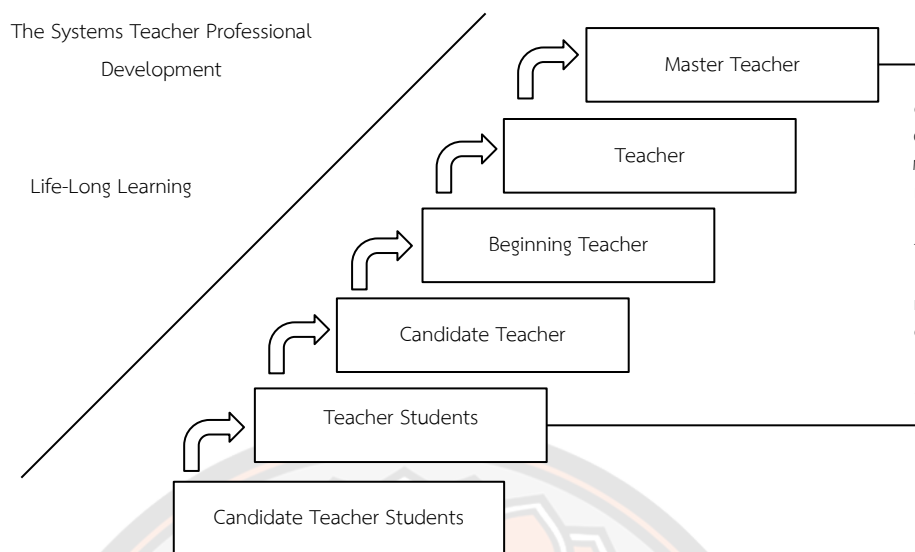 The Systems Teacher Professional
Development
Master Teacher
Teacher
Life-Long Learning
Beginning Teacher
Candidate Teacher
Teacher Students
Candidate Teacher Students